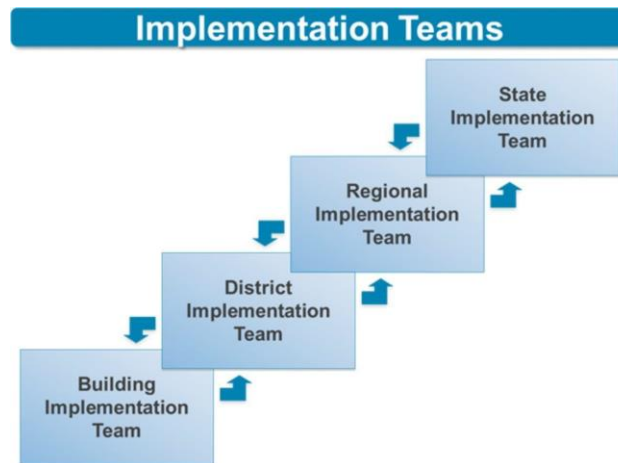 Implementation Teams
State
Implementation
Team
Regional
Implementation
Team
District
Implementation
Team
Building
Implementation
Team